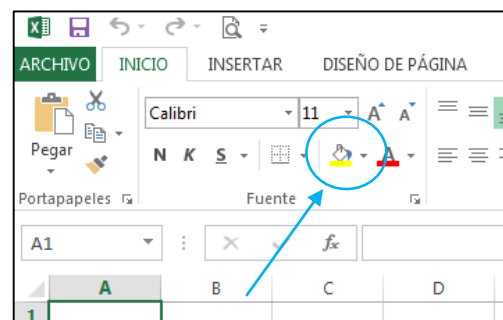 ARCHIVO INICIO INSERTAR DISEÑO DE PÁGINA
Calibri 11 A A
Pegar N K S A
Portapapeles Fuente
A1 fx
A B C D
1